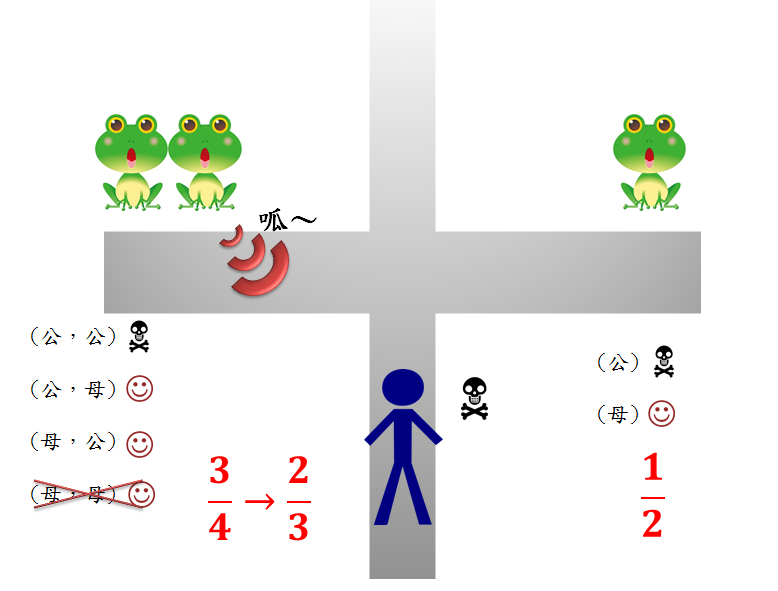 呱～
（公，公）
（公，母）
（母，公）
（母，母）
3/4 → 2/3
（公）
（母）
1/2